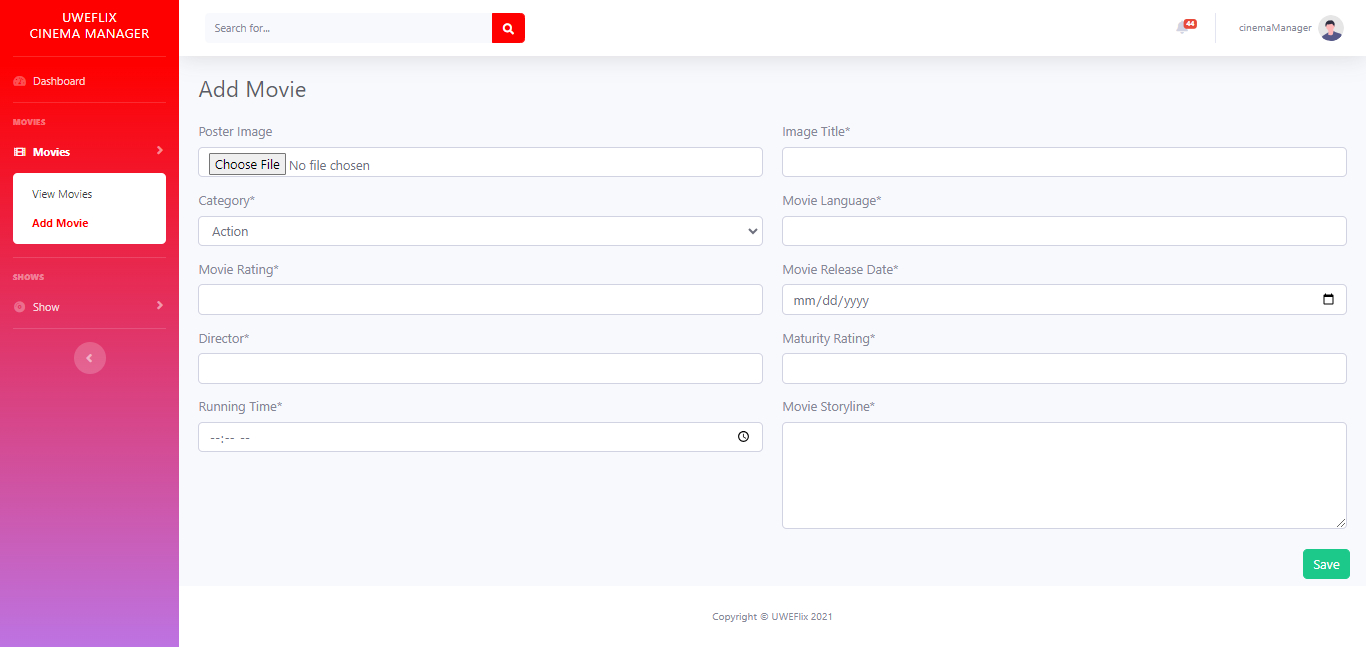 UWEFLIX
CINEMA MANAGER
Dashboard
MOVIES
Movies
View Movies
Add Movie
SHOWS
Show
Search for...
44
cinemaManager
Add Movie
Poster Image
Choose File No file chosen
Image Title*
Category*
Action
Movie Language*
Movie Rating*
Movie Release Date*
mm/dd/yyyy
Director*
Maturity Rating*
Running Time*
--:-- --
Movie Storyline*
Save
Copyright © UWEFlix 2021